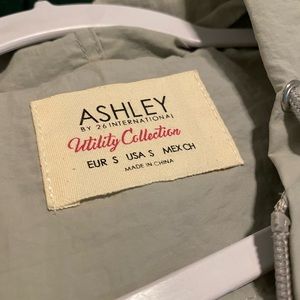 ASHLEY
BY 26 INTERNATIONAL
Utility Collection
EUR S USA S MEX CH
MADE IN CHINA